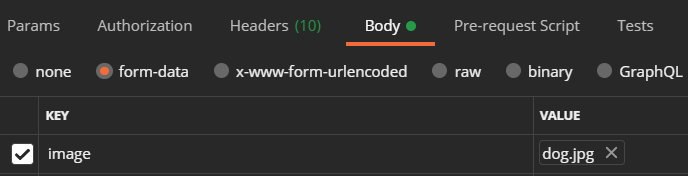 Params Authorization Headers (10) Body Pre-request Script Tests
none form-data x-www-form-urlencoded raw binary GraphQL
KEY VALUE
image dog.jpg